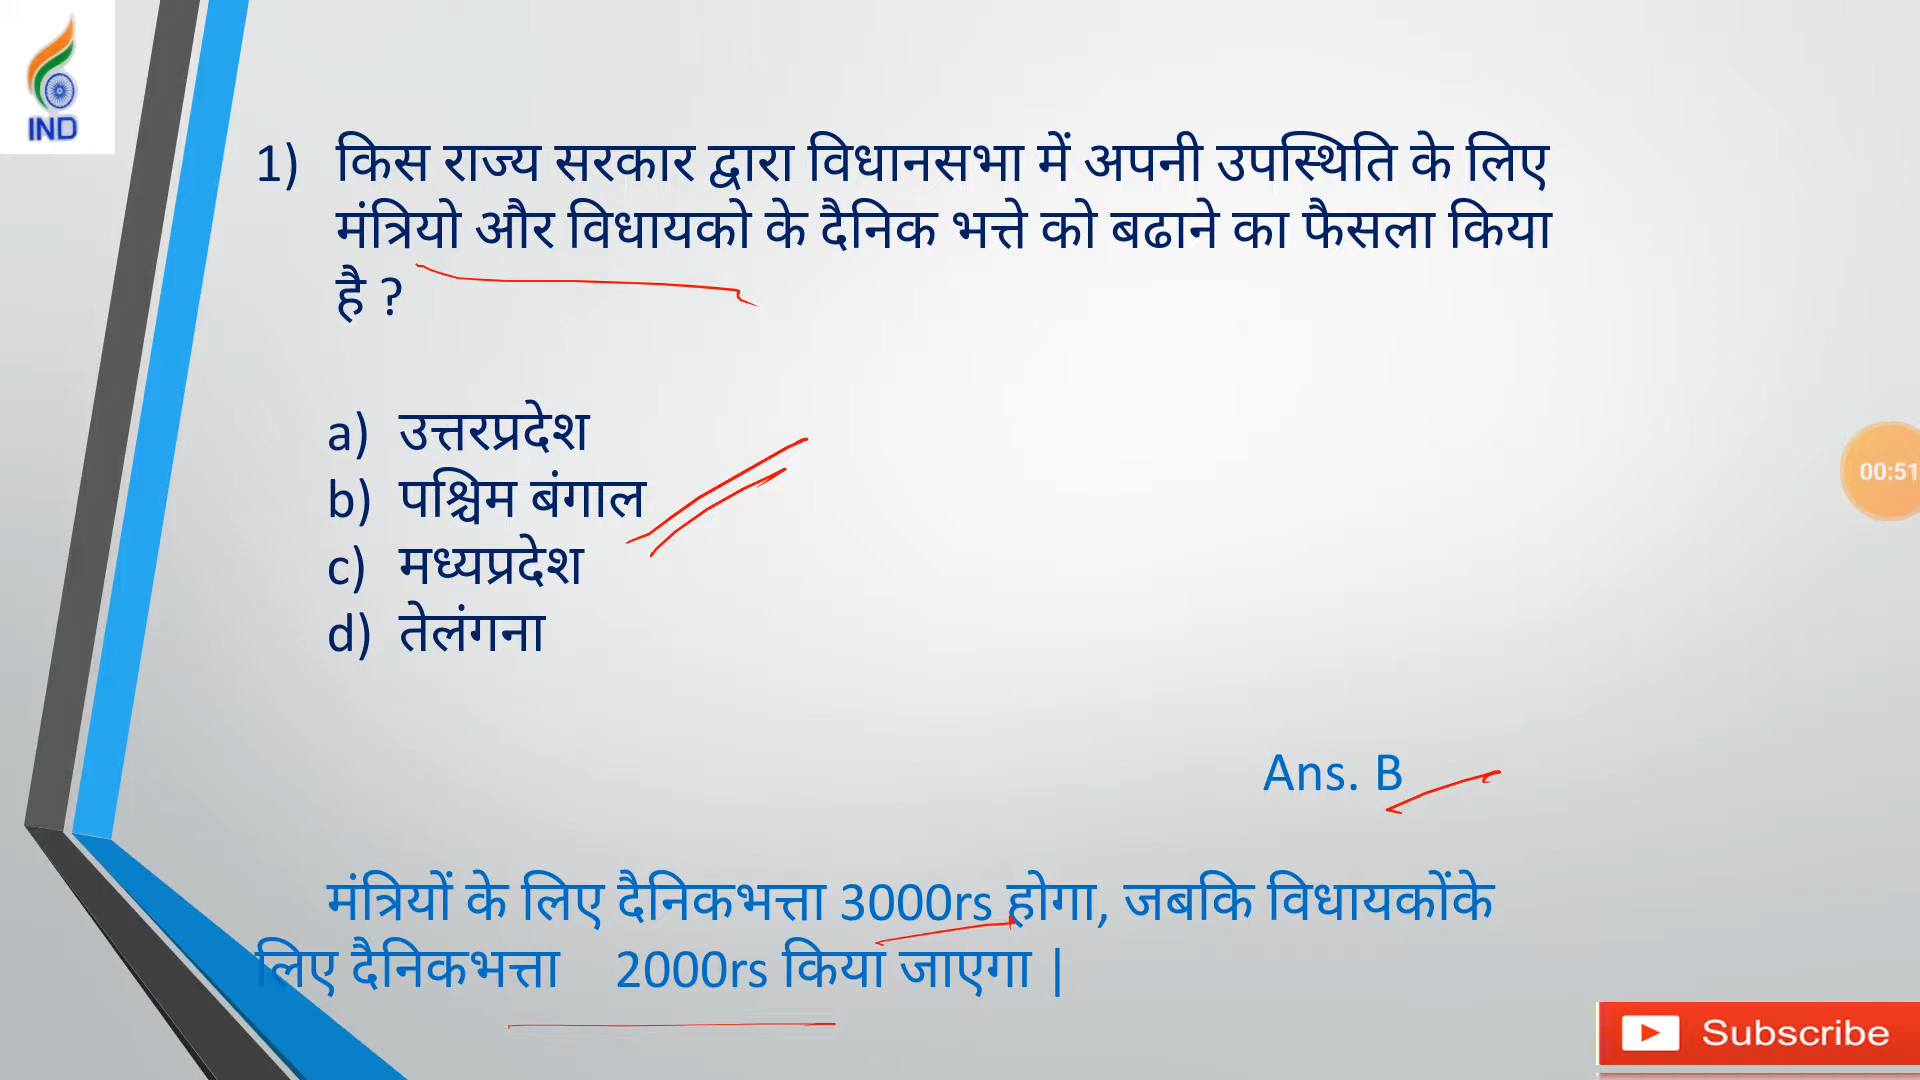 IND
1) किस राज्य सरकार द्वारा विधानसभा में अपनी उपस्थिति के लिए
मंत्रियो और विधायको के दैनिक भत्ते को बढाने का फैसला किया
है ?
a) उत्तरप्रदेश
b) पश्चिम बंगाल
c) मध्यप्रदेश
d) तेलंगना
00:51
Ans. B
मंत्रियों के लिए दैनिकभत्ता 3000rs होगा, जबकि विधायकोंके
लिए दैनिकभत्ता 2000rs किया जाएगा |
Subscribe